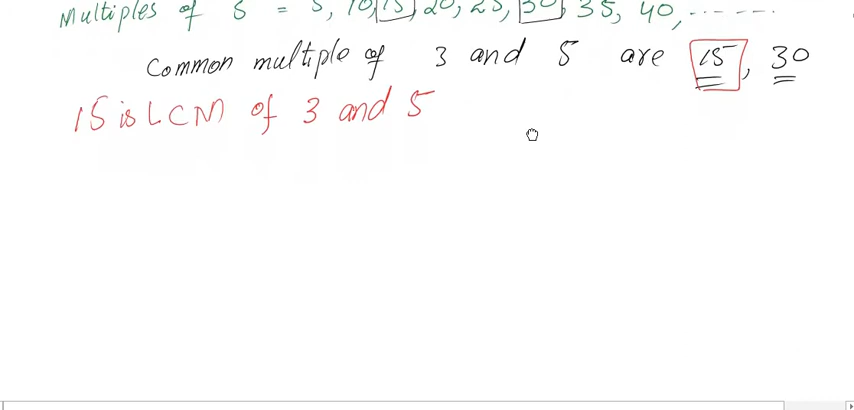 Multiples of 5 = 5, 10, 15, 20, 25, 30, 35, 40, ------
Common multiple of 3 and 5 are 15, 30
15 is LCM of 3 and 5